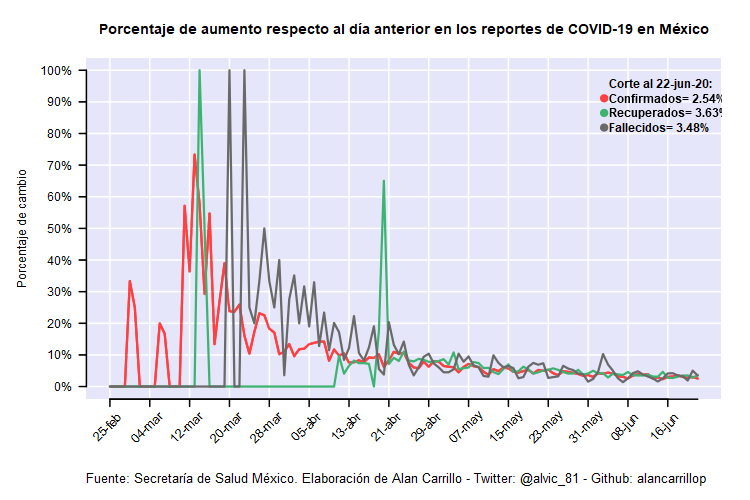 Porcentaje de aumento respecto al día anterior en los reportes de COVID-19 en México
Porcentaje de cambio
100%
90%
80%
70%
60%
50%
40%
30%
20%
10%
0%
Corte al 22-jun-20:
Confirmados= 2.54%
Recuperados= 3.63%
Fallecidos= 3.48%
25-feb
04-mar
12-mar
20-mar
28-mar
05-abr
13-abr
21-abr
29-abr
07-may
15-may
23-may
31-may
08-jun
16-jun
Fuente: Secretaría de Salud México. Elaboración de Alan Carrillo - Twitter: @alvic_81 - Github: alancarrillop